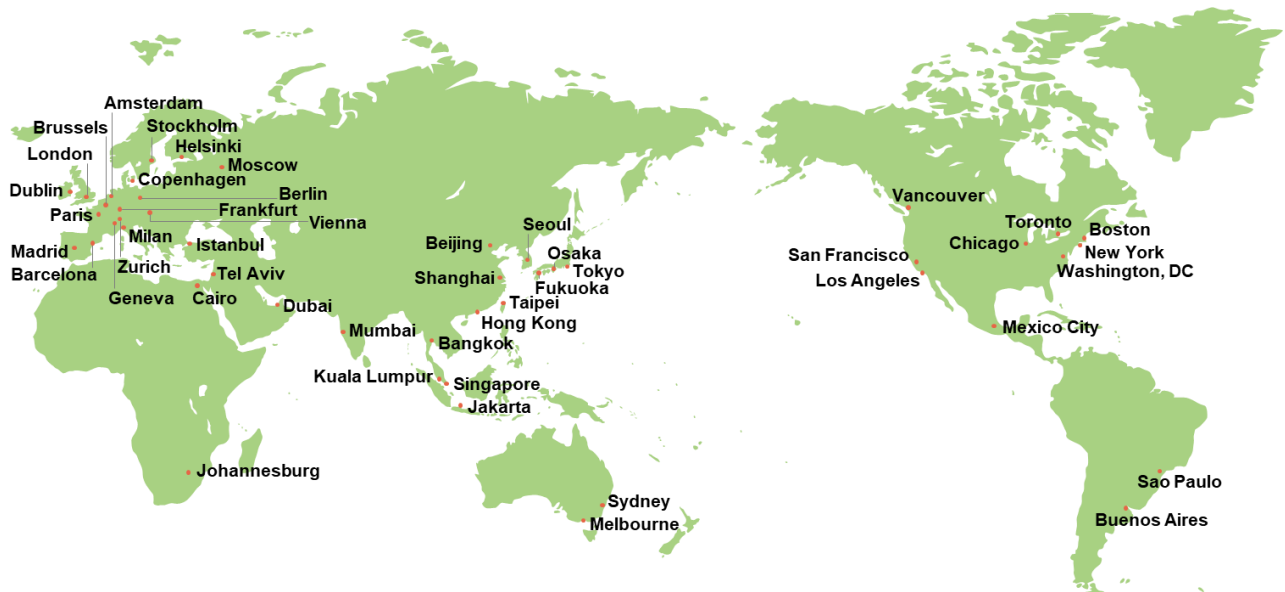 Amsterdam
Brussels
Stockholm
London
Helsinki
Moscow
Dublin
Copenhagen
Berlin
Paris
Frankfurt
Vienna
Madrid
Milan
Istanbul
Barcelona
Zurich
Tel Aviv
Geneva
Cairo
Dubai
Mumbai
Beijing
Seoul
Osaka
Shanghai
Tokyo
Fukuoka
Taipei
Hong Kong
Bangkok
Kuala Lumpur
Singapore
Jakarta
Johannesburg
Sydney
Melbourne
Vancouver
Toronto
Boston
Chicago
New York
San Francisco
Washington, DC
Los Angeles
Mexico City
Sao Paulo
Buenos Aires